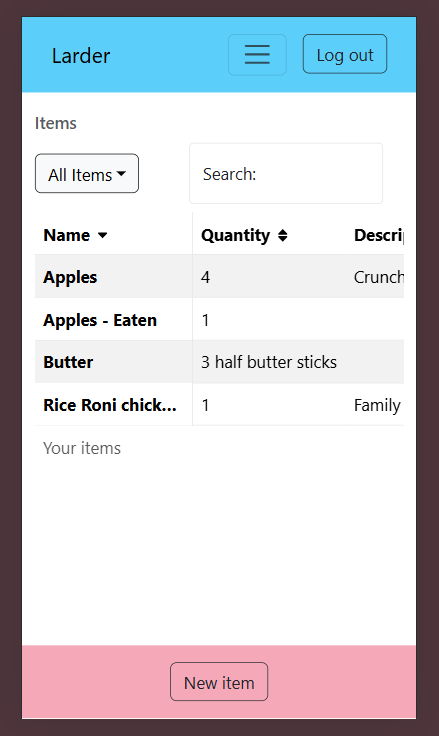 Larder Log out
Items
All Items Search:
Name Quantity Descrip
Apples 4 Crunch
Apples - Eaten 1
Butter 3 half butter sticks
Rice Roni chick... 1 Family
Your items
New item